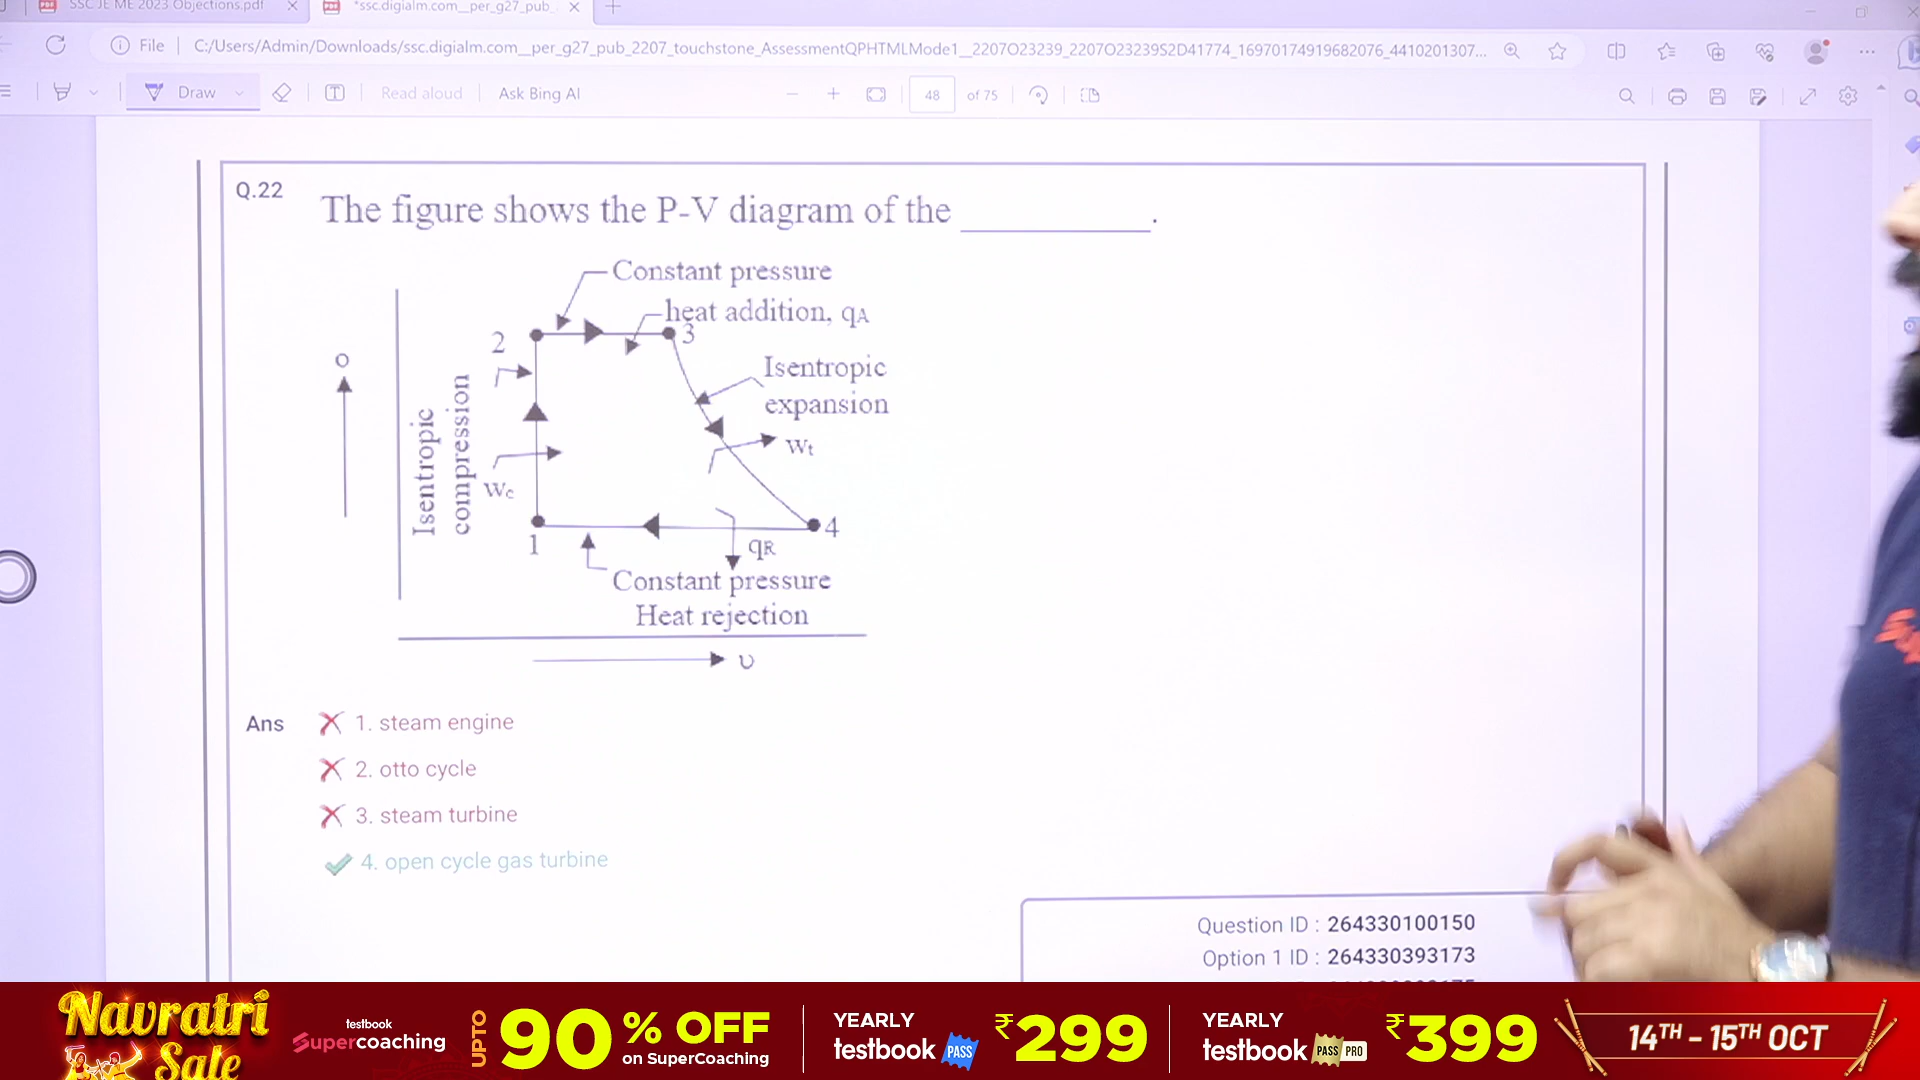 SSC JE ME 2023 Objections.pdf
*ssc.digialm.com__per_g27_pub_
File
C:/Users/Admin/Downloads/ssc.digialm.com__per_g27_pub_2207_touchstone_AssessmentQPHTMLMode1__2207O23239_2207O23239S2D41774_16970174919682076_4410201307...
Draw
Read aloud
Ask Bing AI
48
of 75
Q.22
The figure shows the P-V diagram of the ____________.
Constant pressure
heat addition, qA
2
3
o
Isentropic
expansion
Isentropic
compression
Wt
Wc
1
4
qR
Constant pressure
Heat rejection
υ
Ans
1. steam engine
2. otto cycle
3. steam turbine
4. open cycle gas turbine
Question ID : 264330100150
Option 1 ID : 264330393173
Navratri
Sale
testbook
Supercoaching
UPTO
90% OFF
on SuperCoaching
YEARLY
testbook PASS
₹299
YEARLY
testbook PASS PRO
₹399
14TH - 15TH OCT